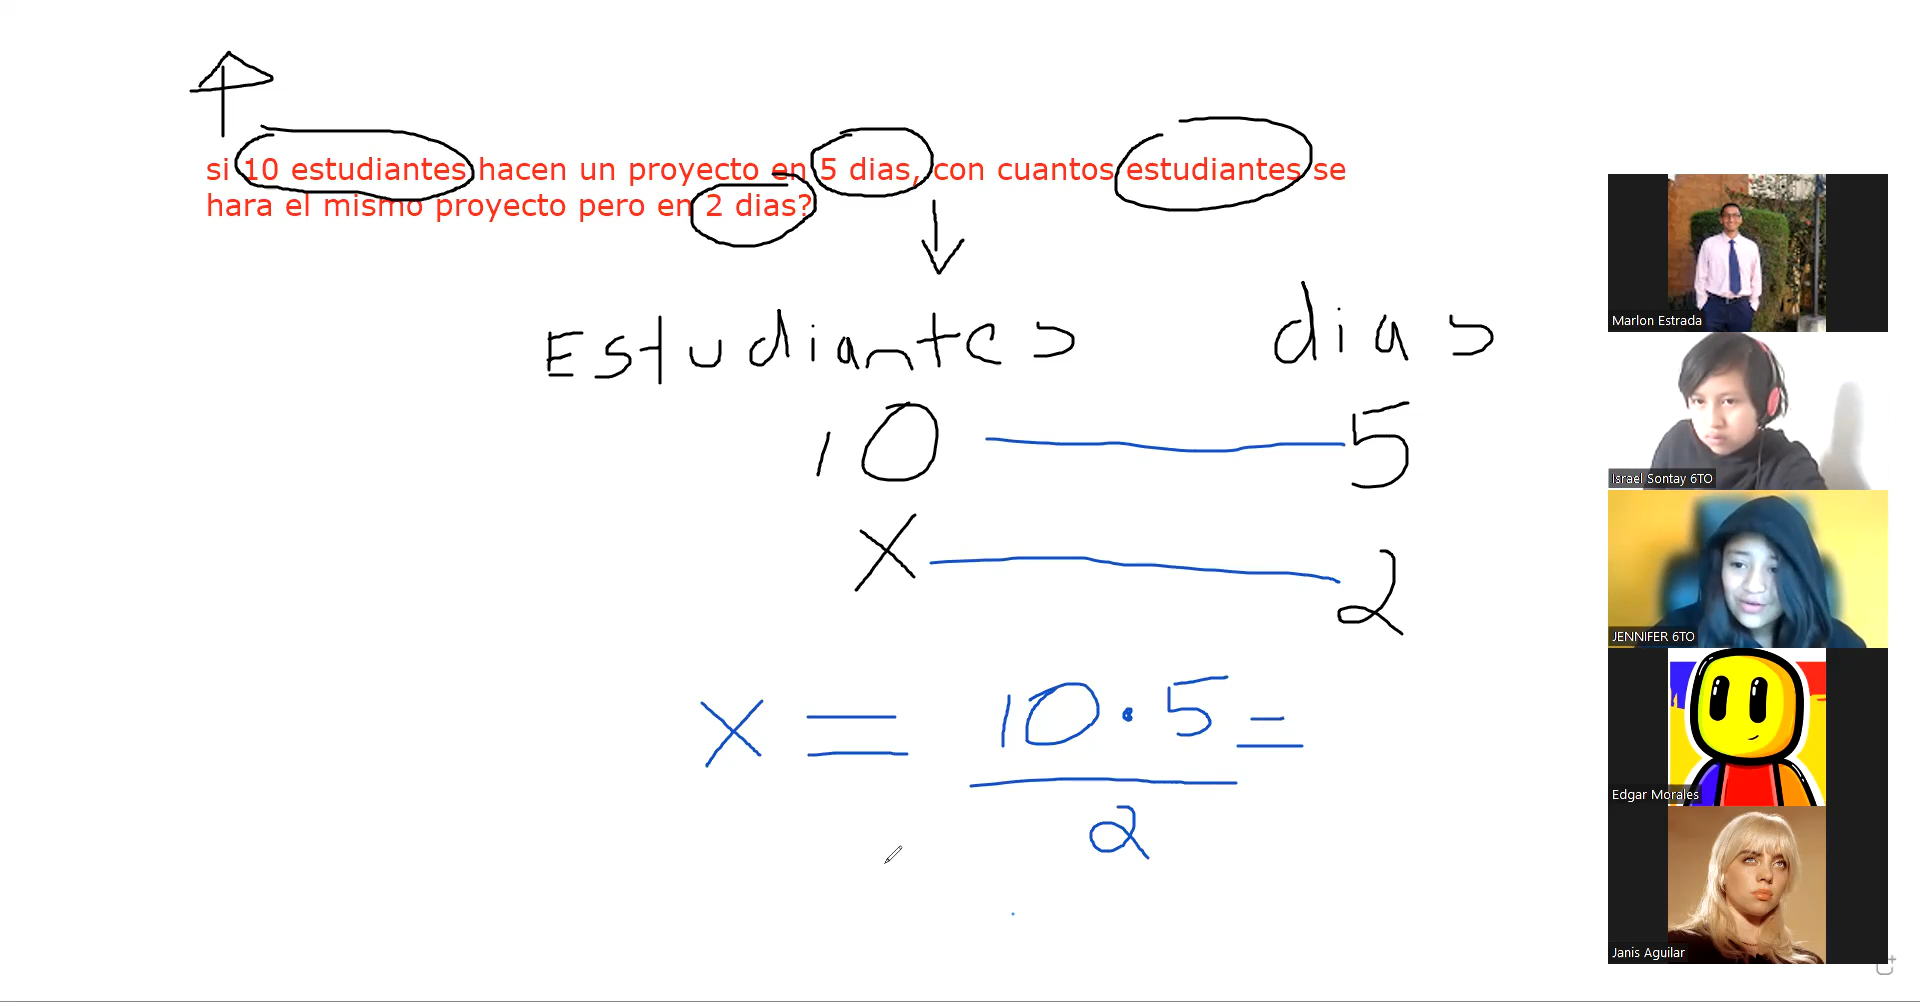 si 10 estudiantes hacen un proyecto en 5 dias, con cuantos estudiantes se
hara el mismo proyecto pero en 2 dias?
Estudiantes dias
10 5
X 2
X = 10 · 5 =
2
Marlon Estrada
Israel Sontay 6TO
JENNIFER 6TO
Edgar Morales
Janis Aguilar